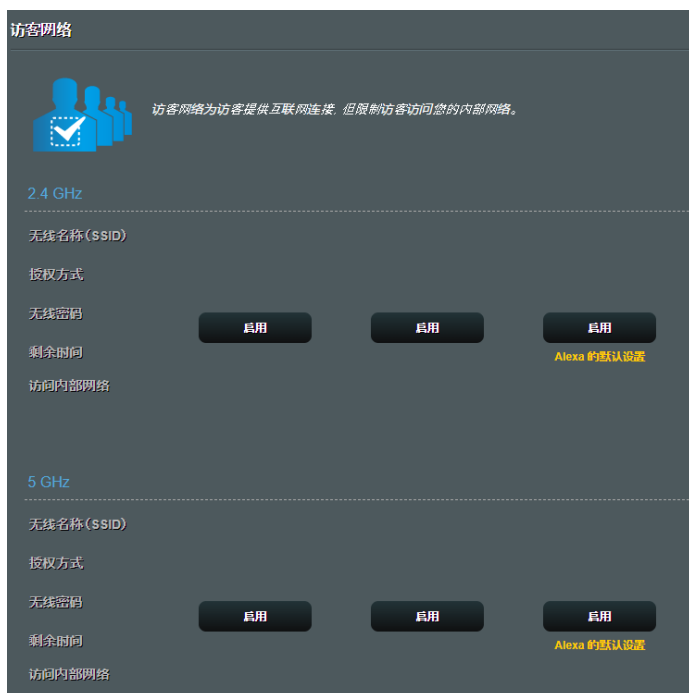 访客网络
访客网络为访客提供互联网连接, 但限制访客访问您的内部网络。
2.4 GHz
无线名称(SSID)
授权方式
无线密码
启用 启用 启用
剩余时间
Alexa 的默认设置
访问内部网络
5 GHz
无线名称(SSID)
授权方式
无线密码
启用 启用 启用
剩余时间
Alexa 的默认设置
访问内部网络